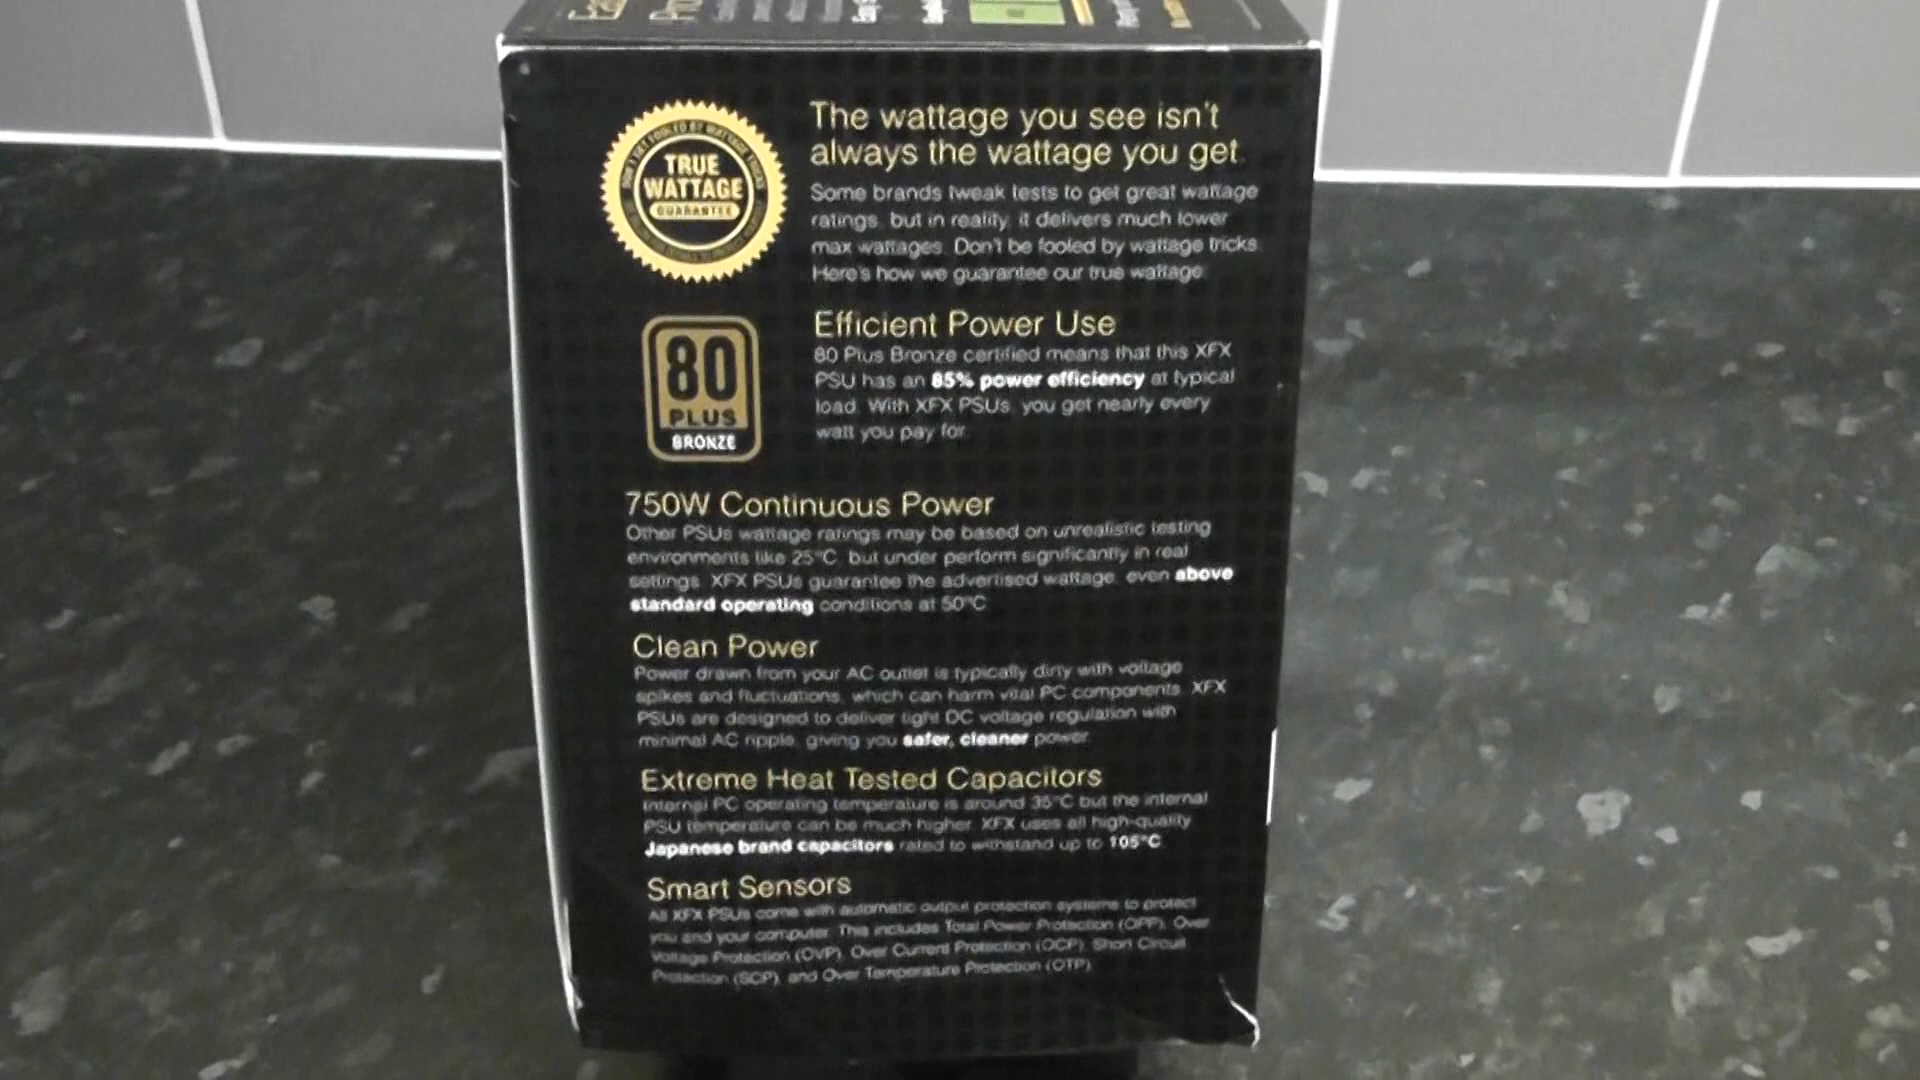 TRUE
WATTAGE
GUARANTEE
The wattage you see isn't
always the wattage you get.
Some brands tweak tests to get great wattage
ratings, but in reality, it delivers much lower
max wattages. Don't be fooled by wattage tricks.
Here's how we guarantee our true wattage:
80
PLUS
BRONZE
Efficient Power Use
80 Plus Bronze certified means that this XFX
PSU has an 85% power efficiency at typical
load. With XFX PSUs, you get nearly every
watt you pay for.
750W Continuous Power
Other PSUs wattage ratings may be based on unrealistic testing
environments like 25°C, but under perform significantly in real
settings. XFX PSUs guarantee the advertised wattage, even above
standard operating conditions at 50°C.
Clean Power
Power drawn from your AC outlet is typically dirty with voltage
spikes and fluctuations, which can harm vital PC components. XFX
PSUs are designed to deliver tight DC voltage regulation with
minimal AC ripple, giving you safer, cleaner power.
Extreme Heat Tested Capacitors
Internal PC operating temperature is around 35°C but the internal
PSU temperature can be much higher. XFX uses all high-quality
Japanese brand capacitors rated to withstand up to 105°C.
Smart Sensors
All XFX PSUs come with automatic output protection systems to protect
you and your computer. This includes Total Power Protection (OPP), Over
Voltage Protection (OVP), Over Current Protection (OCP), Short Circuit
Protection (SCP), and Over Temperature Protection (OTP).